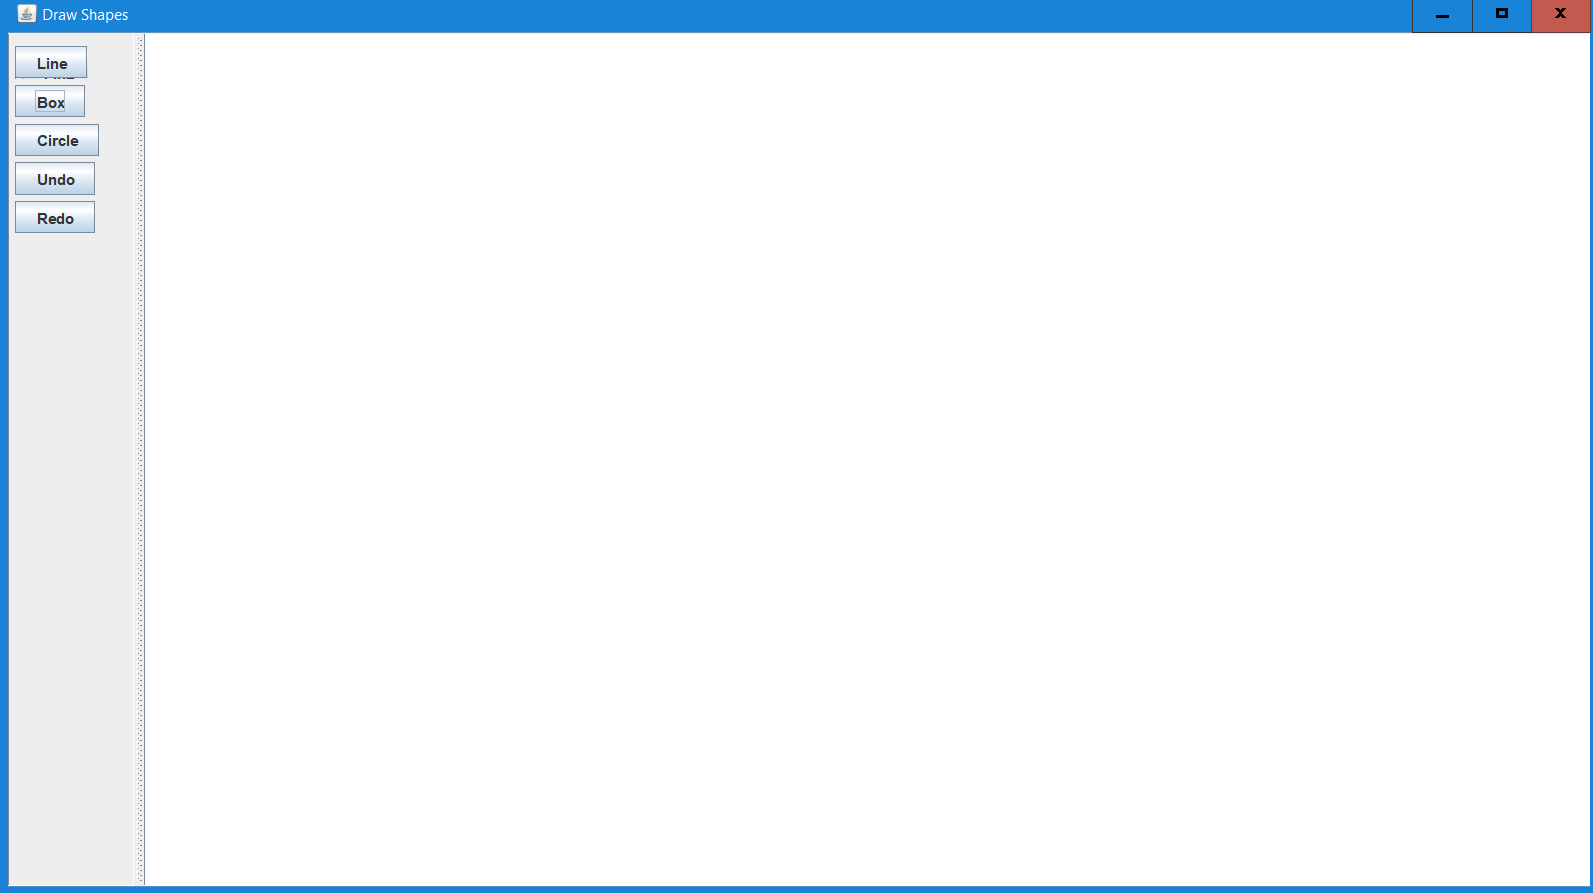 Draw Shapes
Line
Box
Circle
Undo
Redo